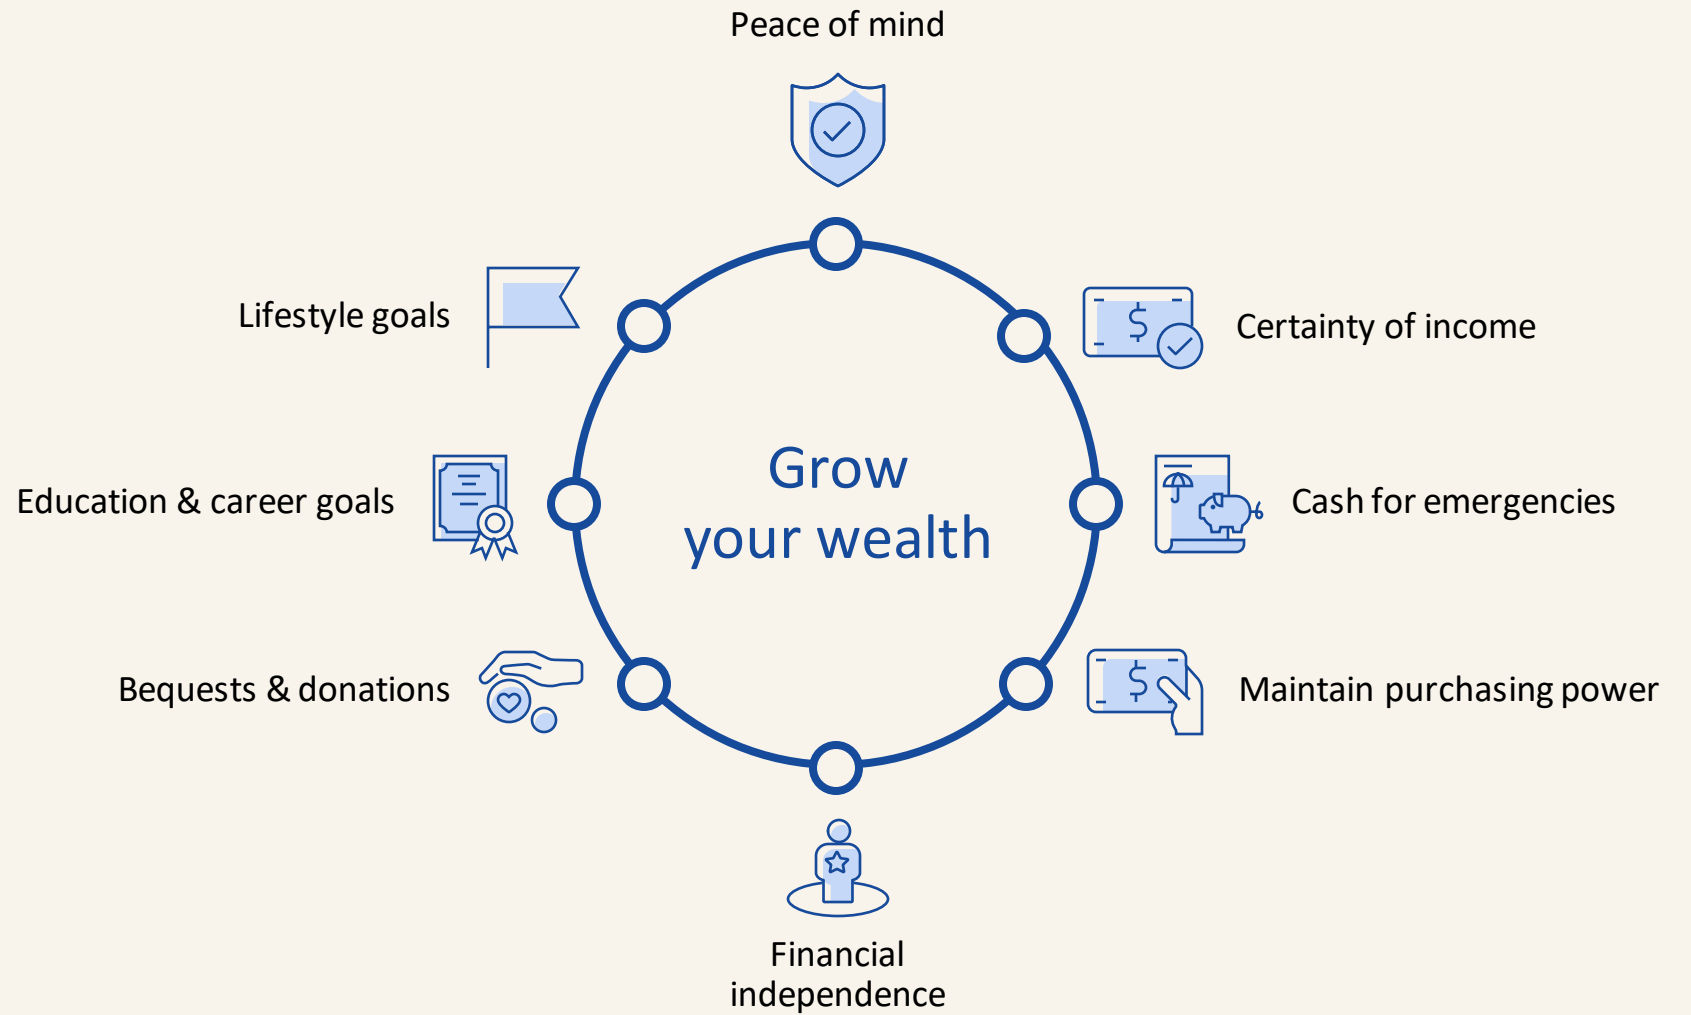 Peace of mind
Lifestyle goals
Certainty of income
Grow
your wealth
Education & career goals
Cash for emergencies
Bequests & donations
Maintain purchasing power
Financial
independence